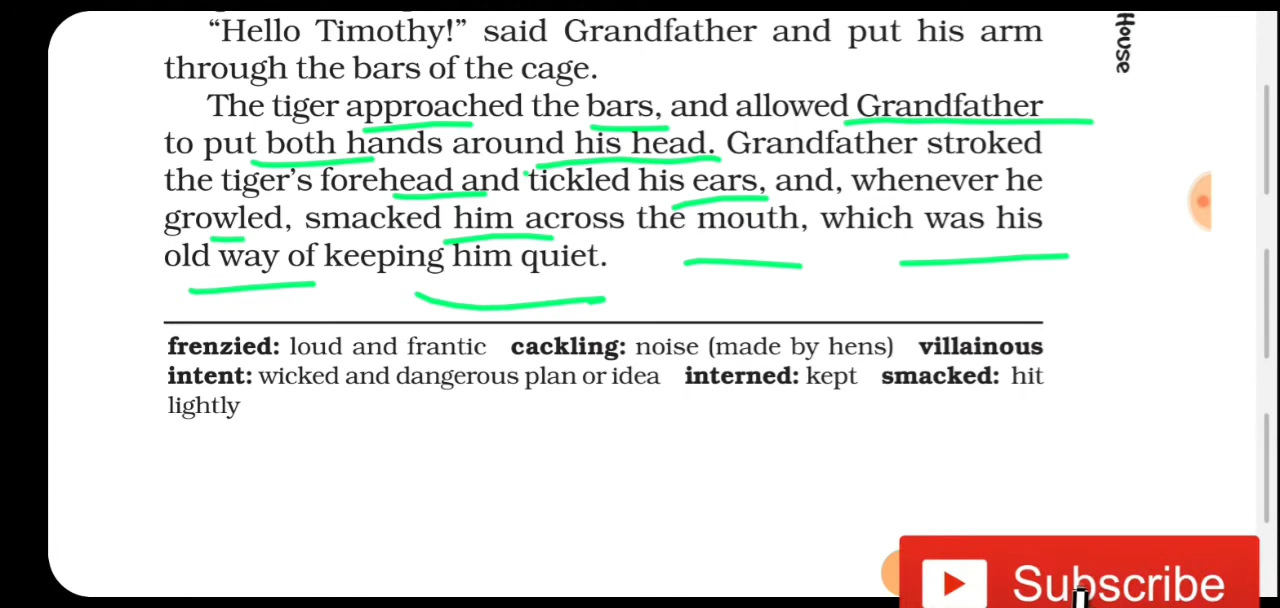 “Hello Timothy!” said Grandfather and put his arm
through the bars of the cage.
The tiger approached the bars, and allowed Grandfather
to put both hands around his head. Grandfather stroked
the tiger’s forehead and tickled his ears, and, whenever he
growled, smacked him across the mouth, which was his
old way of keeping him quiet.
frenzied: loud and frantic cackling: noise (made by hens) villainous
intent: wicked and dangerous plan or idea interned: kept smacked: hit
lightly
House
Subscribe